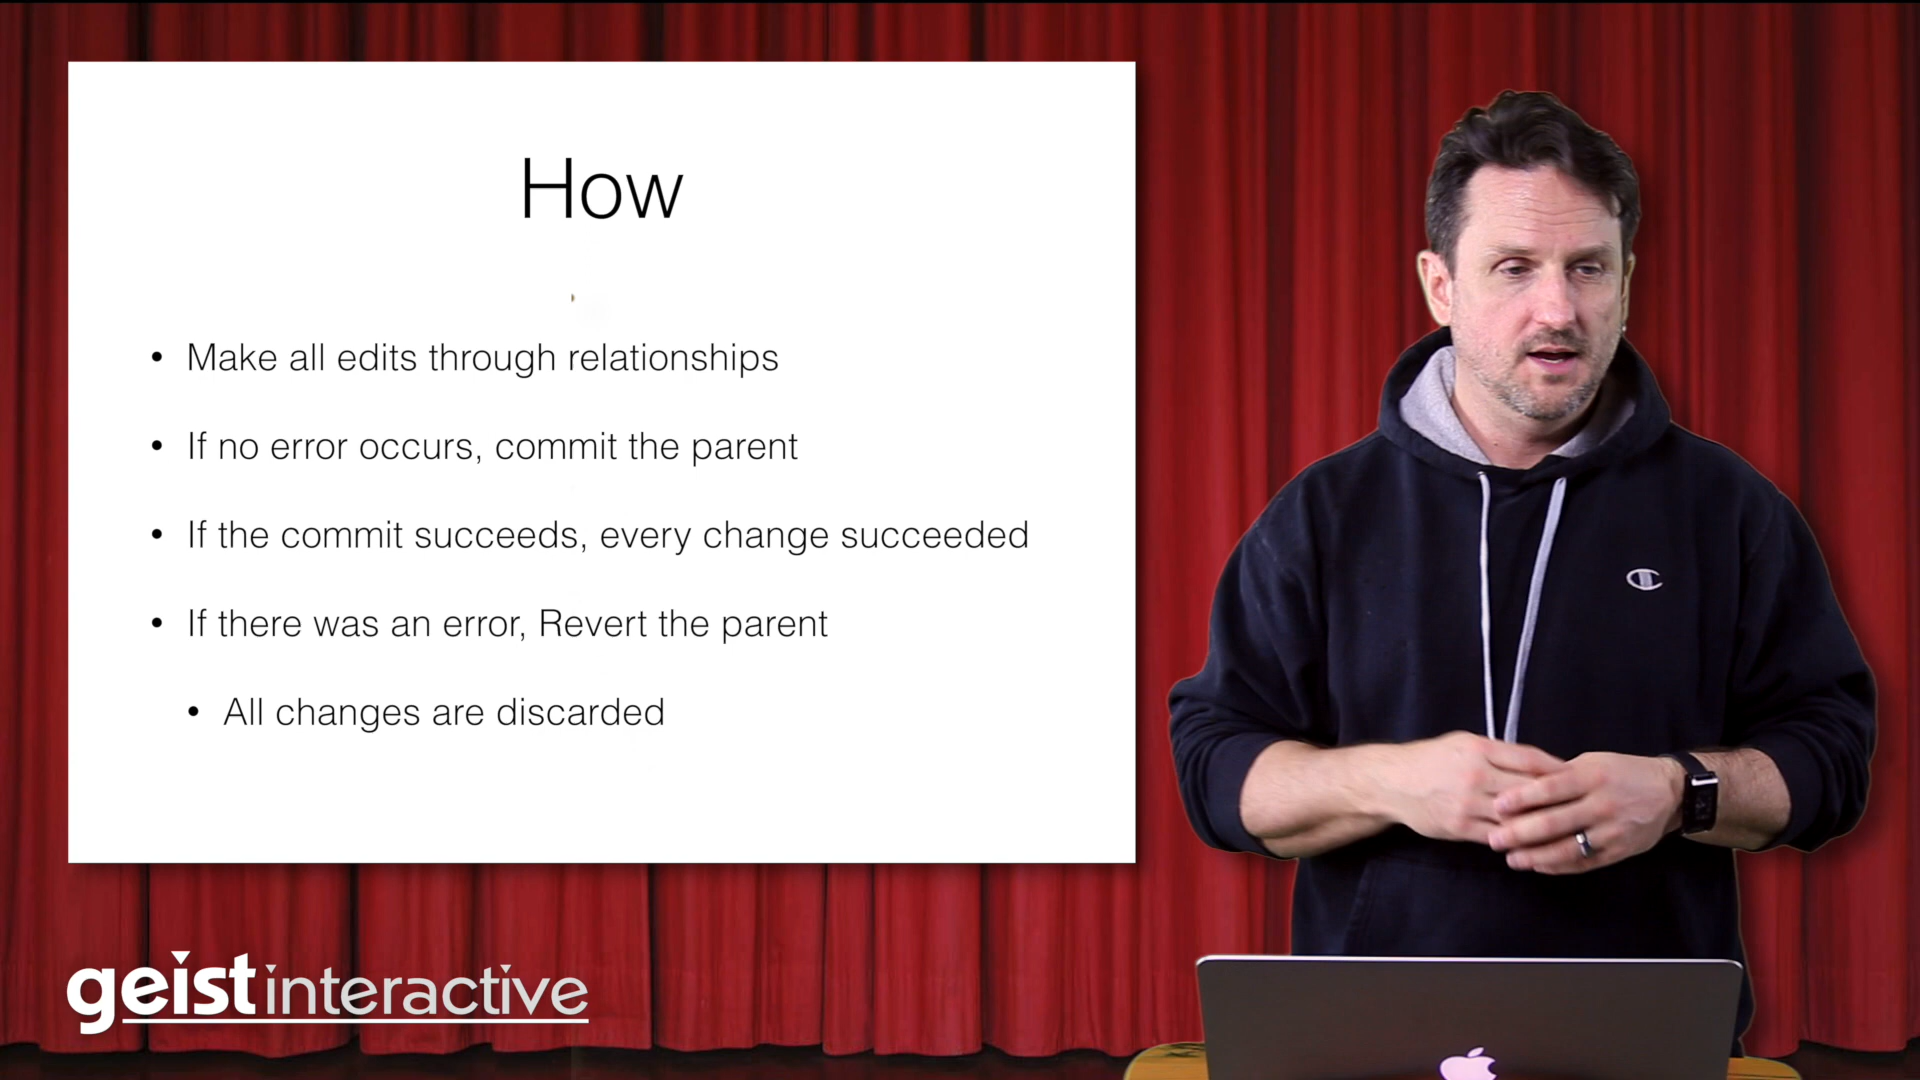 How
• Make all edits through relationships
• If no error occurs, commit the parent
• If the commit succeeds, every change succeeded
• If there was an error, Revert the parent
• All changes are discarded
geistinteractive